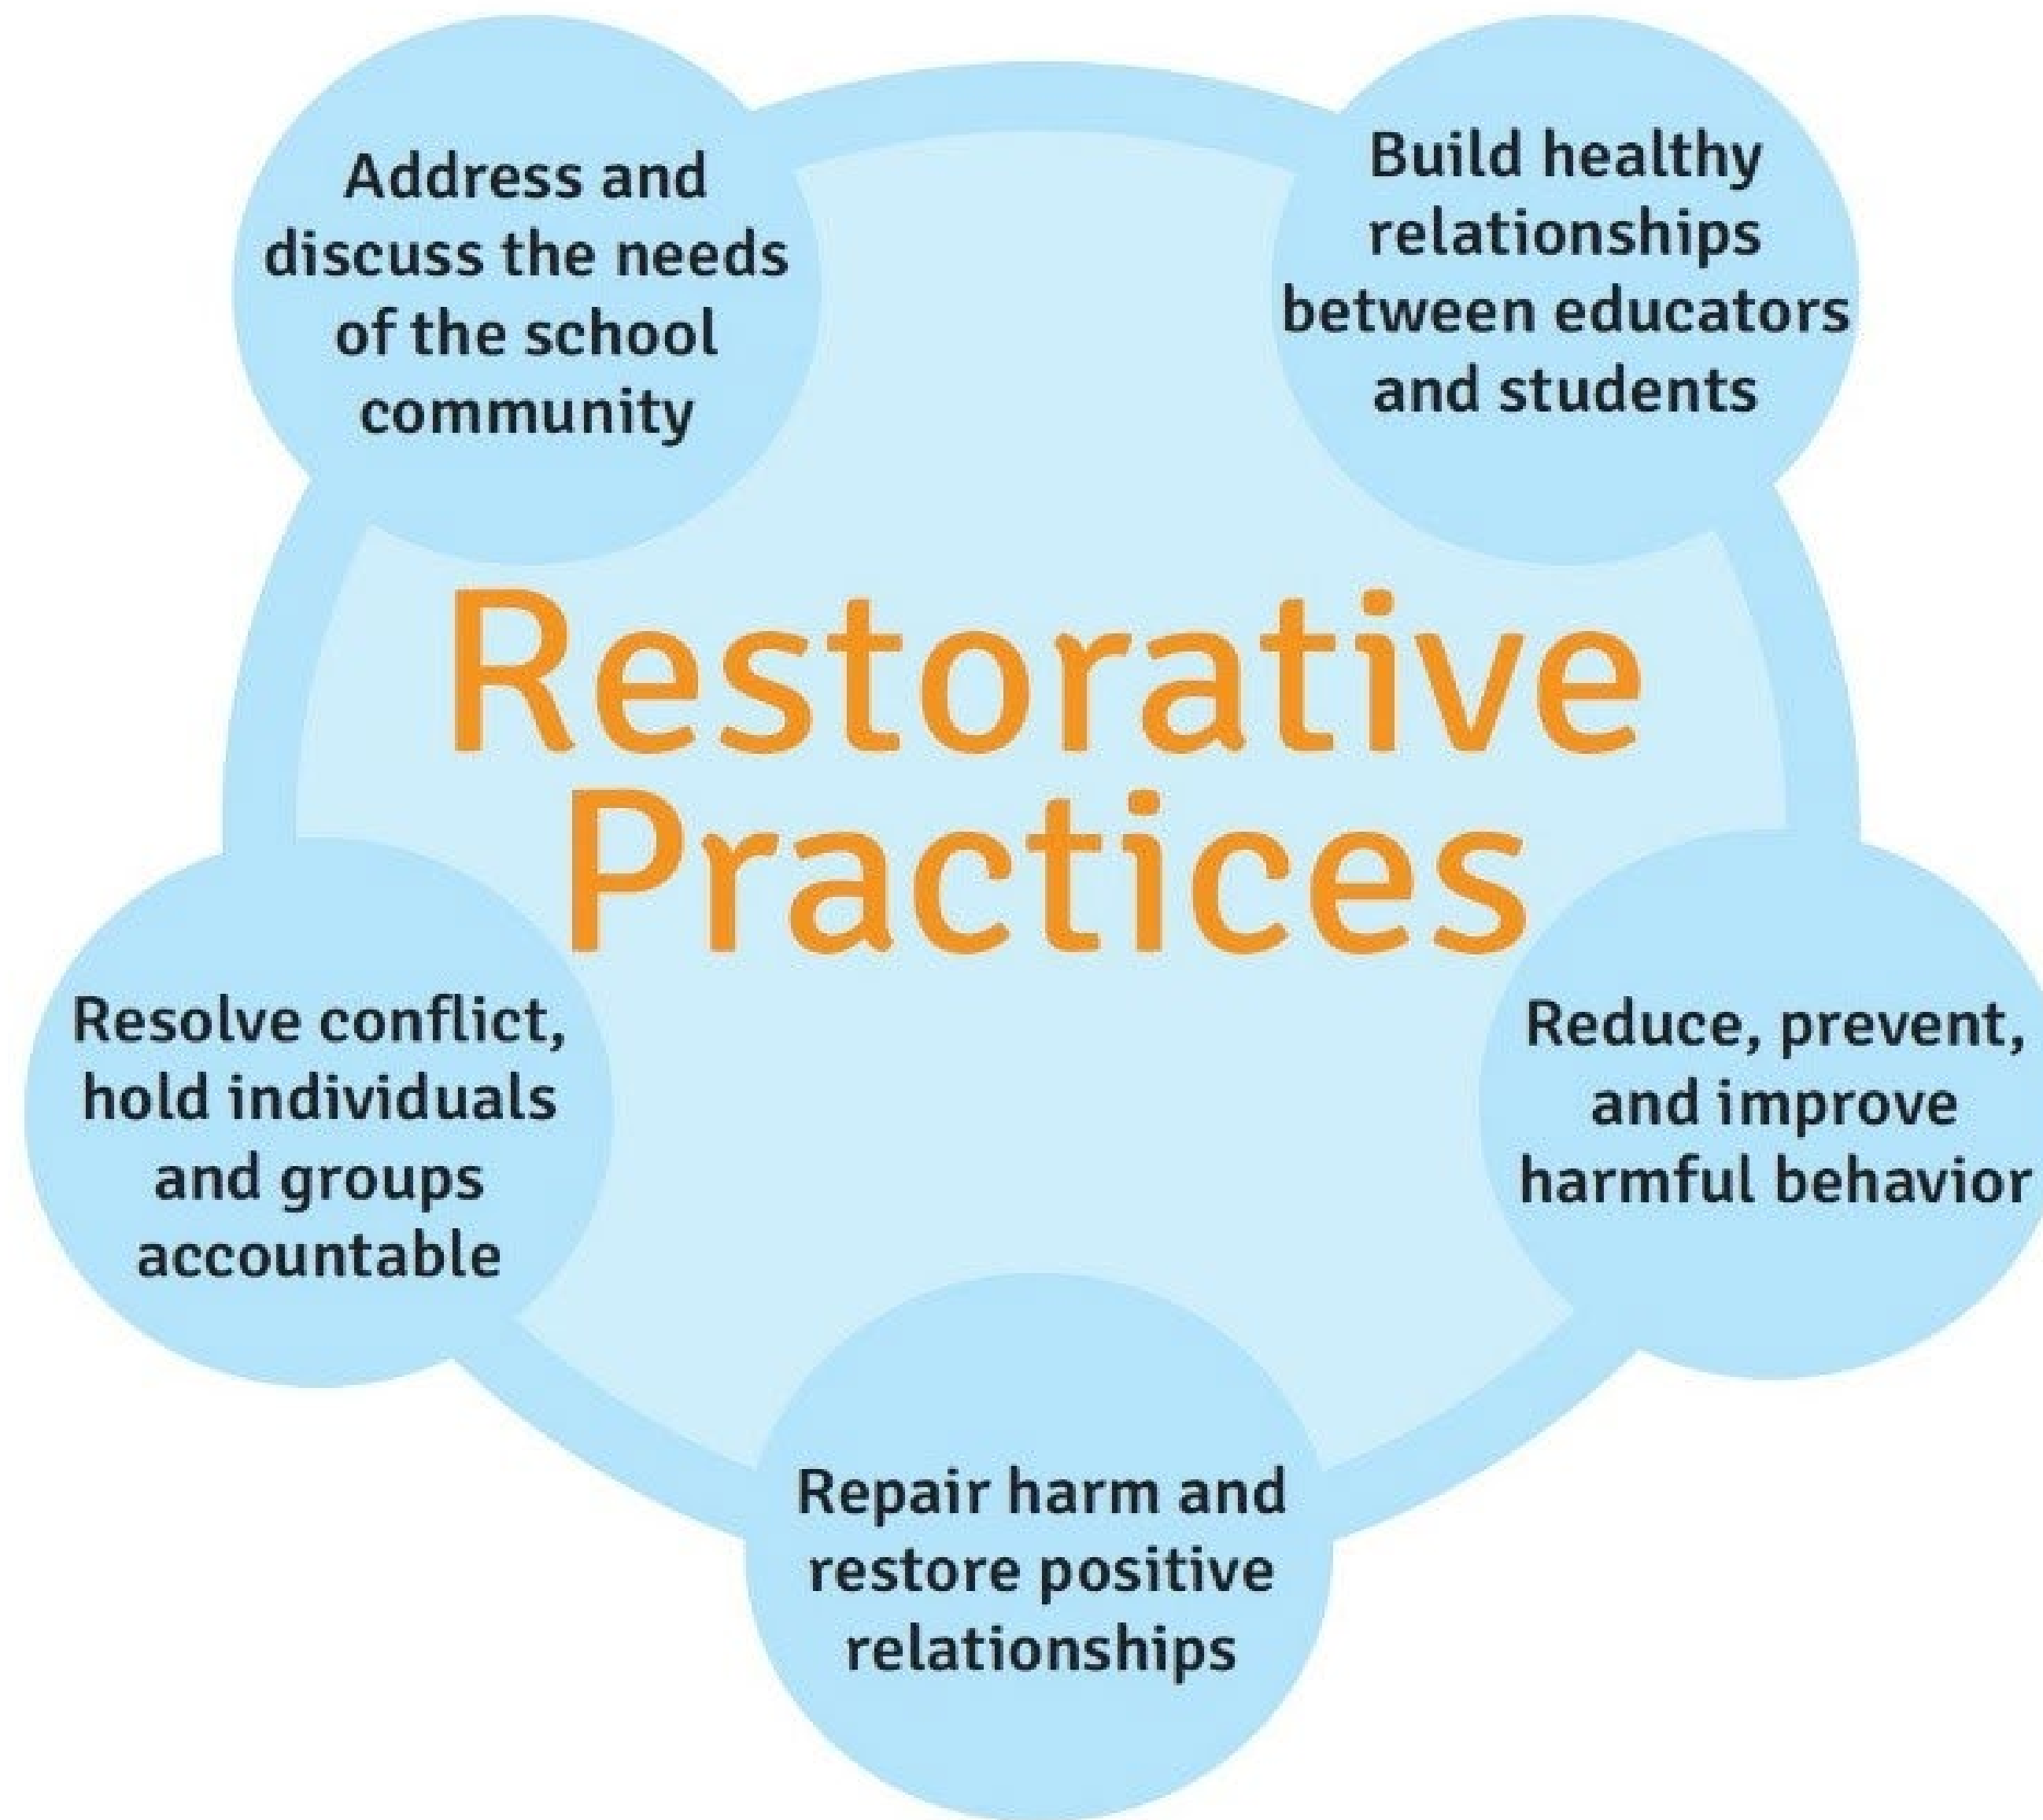 Address and
discuss the needs
of the school
community
Build healthy
relationships
between educators
and students
Restorative
Practices
Resolve conflict,
hold individuals
and groups
accountable
Reduce, prevent,
and improve
harmful behavior
Repair harm and
restore positive
relationships